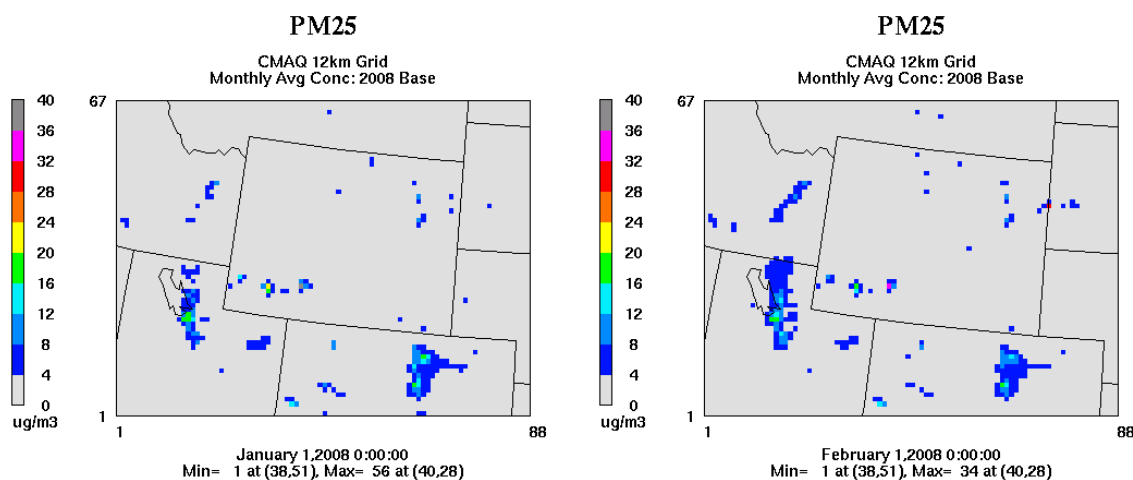 PM25
CMAQ 12km Grid
Monthly Avg Conc: 2008 Base
40
36
32
28
24
20
16
12
8
4
0
ug/m3
67
1
1
88
January 1,2008 0:00:00
Min= 1 at (38,51), Max= 56 at (40,28)
PM25
CMAQ 12km Grid
Monthly Avg Conc: 2008 Base
40
36
32
28
24
20
16
12
8
4
0
ug/m3
67
1
1
88
February 1,2008 0:00:00
Min= 1 at (38,51), Max= 34 at (40,28)